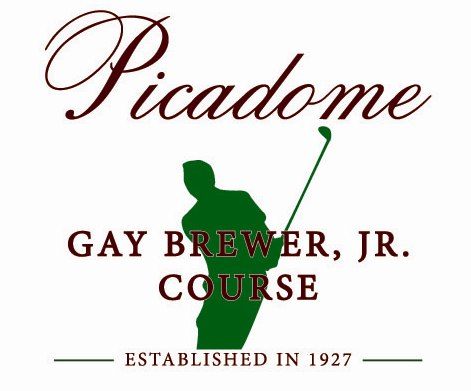 Picadome
GAY BREWER, JR.
COURSE
ESTABLISHED IN 1927